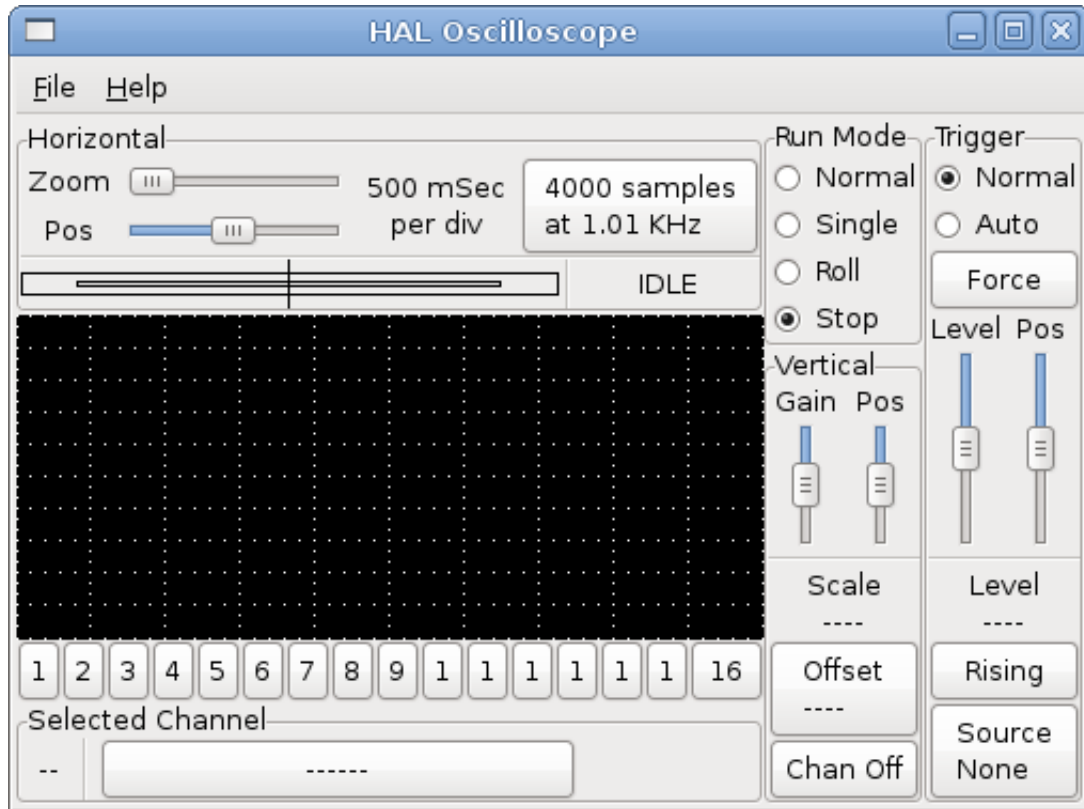 HAL Oscilloscope
File Help
Horizontal
Zoom
Pos
500 mSec
per div
4000 samples
at 1.01 KHz
IDLE
Run Mode
Normal
Single
Roll
Stop
Trigger
Normal
Auto
Force
Level Pos
Vertical
Gain Pos
Scale
----
Offset
----
Chan Off
Level
----
Rising
Source
None
1 2 3 4 5 6 7 8 9 1 1 1 1 1 1 16
Selected Channel
-- ------